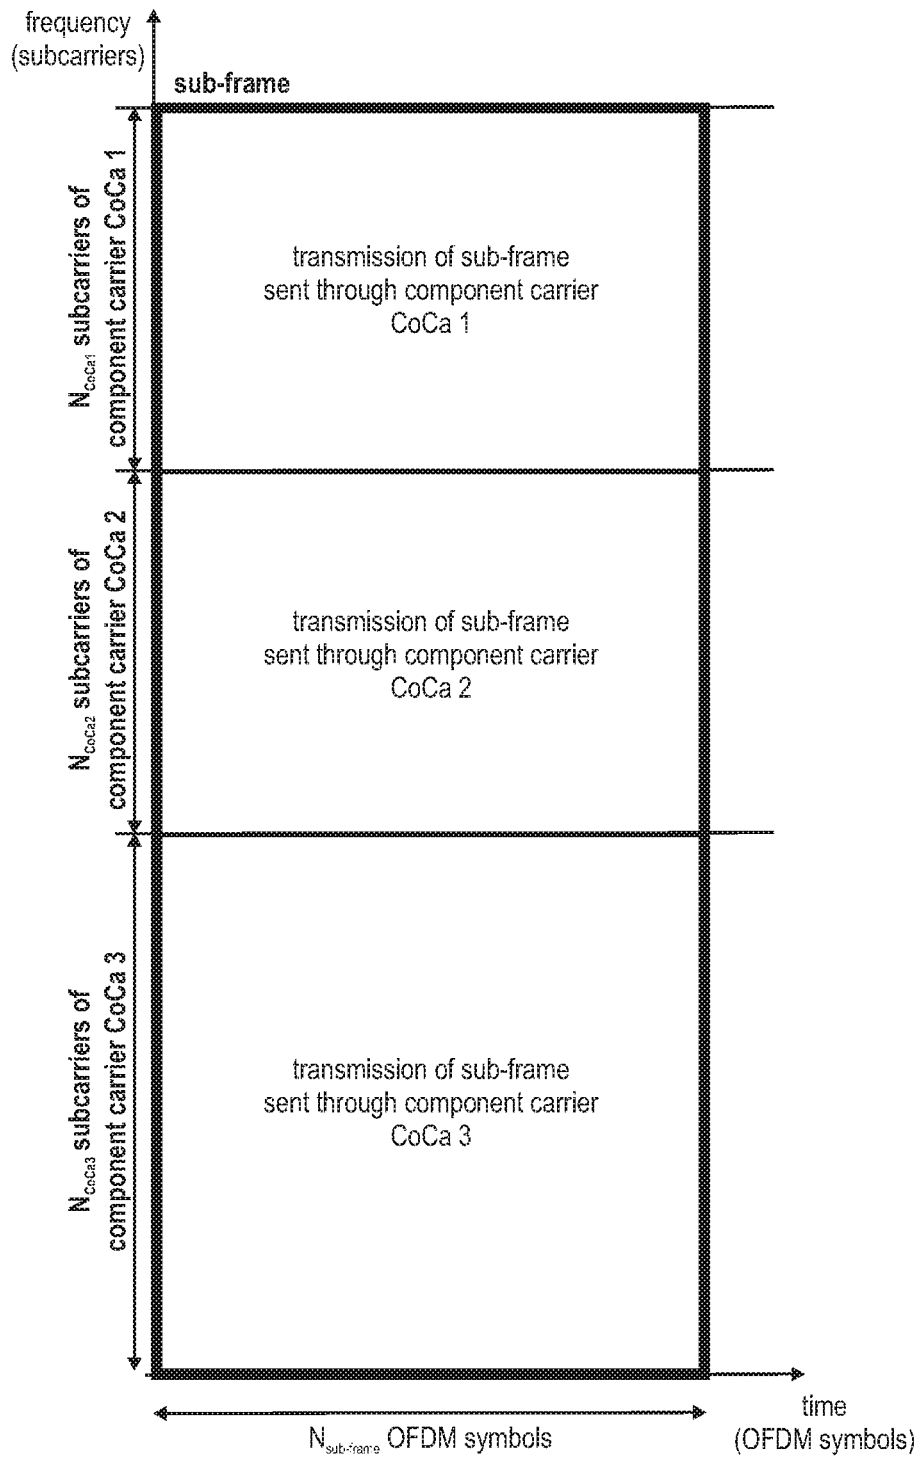 frequency
(subcarriers)
sub-frame
N_CoCa1 subcarriers of
component carrier CoCa 1
transmission of sub-frame
sent through component carrier
CoCa 1
N_CoCa2 subcarriers of
component carrier CoCa 2
transmission of sub-frame
sent through component carrier
CoCa 2
N_CoCa3 subcarriers of
component carrier CoCa 3
transmission of sub-frame
sent through component carrier
CoCa 3
N_sub-frame OFDM symbols
time
(OFDM symbols)